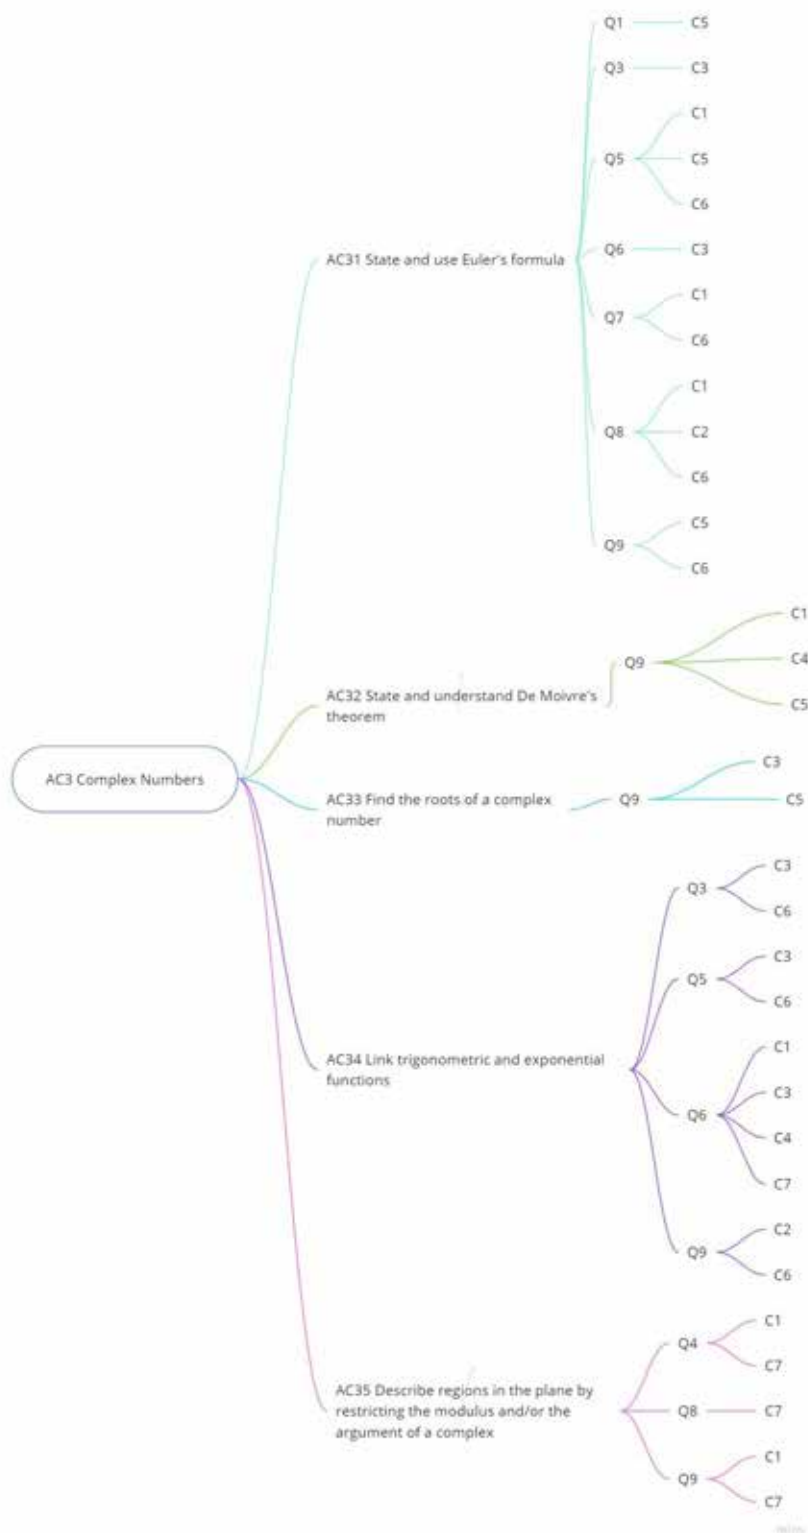 Q1
C5
Q3
C3
Q5
C1
C5
C6
AC31 State and use Euler's formula
Q6
C3
Q7
C1
C6
Q8
C1
C2
C6
Q9
C5
C6
AC32 State and understand De Moivre's
theorem
Q9
C1
C4
C5
AC3 Complex Numbers
AC33 Find the roots of a complex
number
Q9
C3
C5
AC34 Link trigonometric and exponential
functions
Q3
C3
C6
Q5
C3
C6
Q6
C1
C3
C4
C7
Q9
C2
C6
AC35 Describe regions in the plane by
restricting the modulus and/or the
argument of a complex
Q4
C1
C7
Q8
C7
Q9
C1
C7